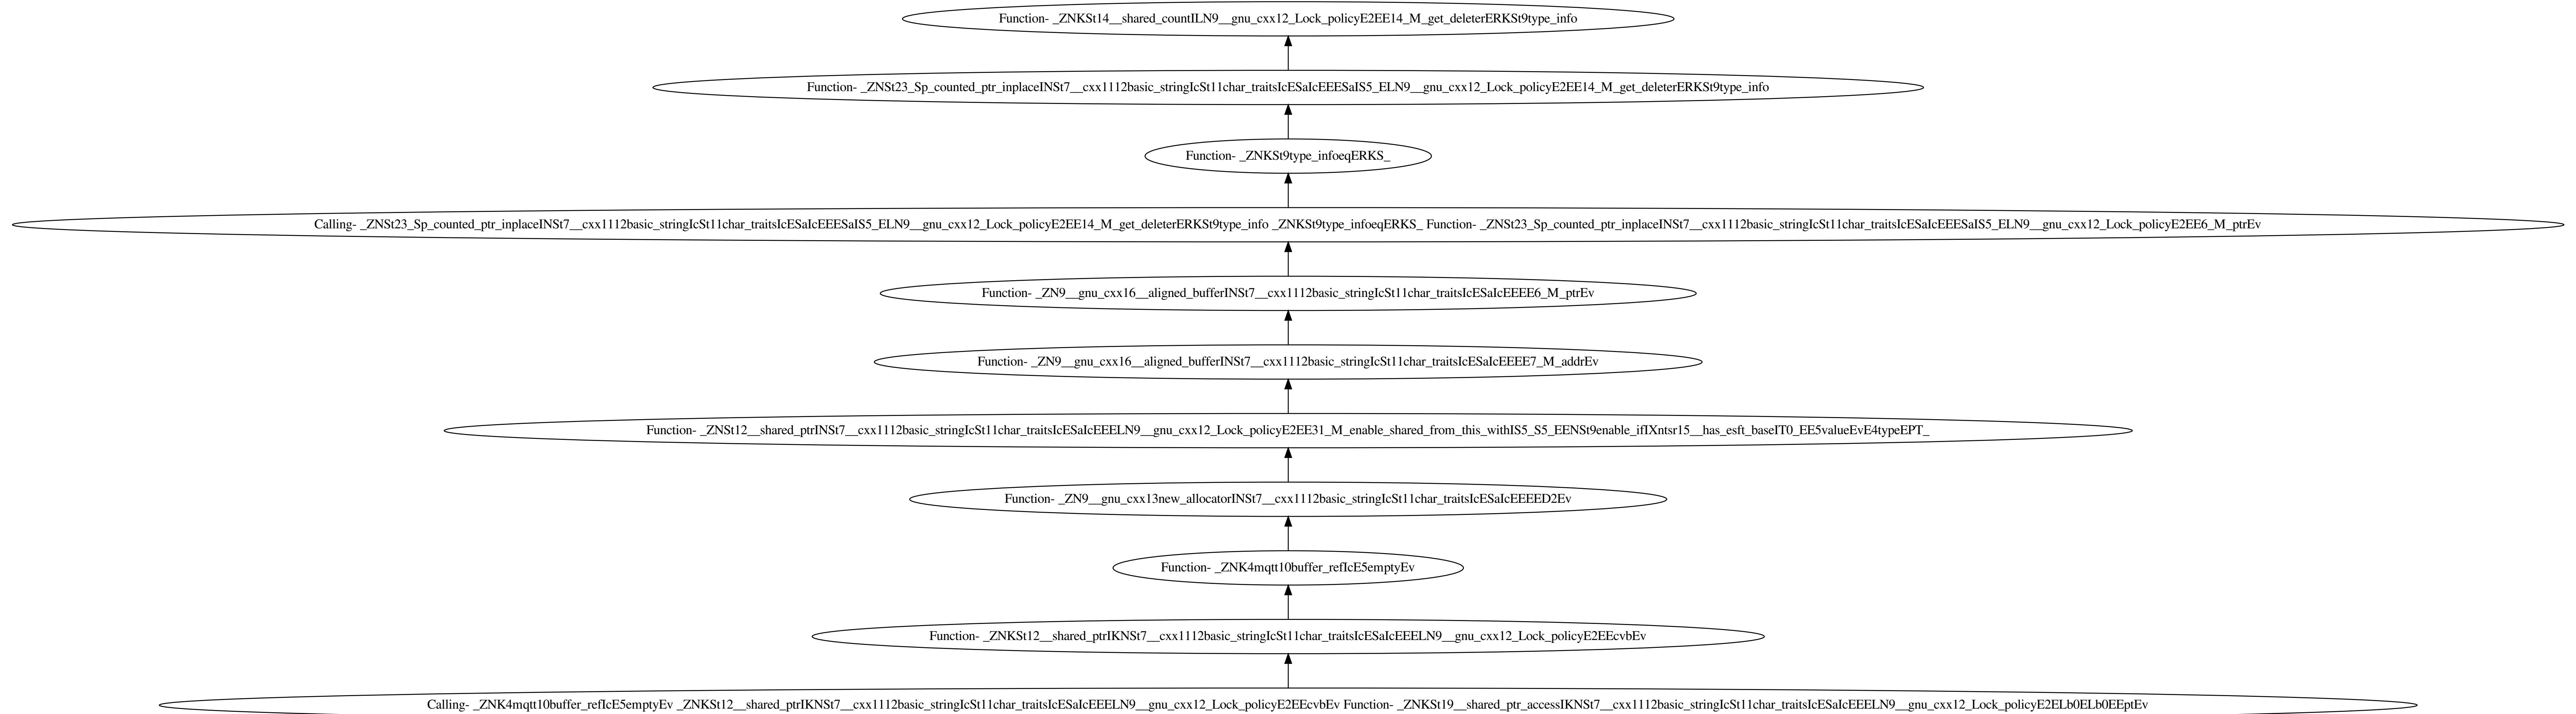 Function- _ZNKSt14__shared_countILN9__gnu_cxx12_Lock_policyE2EE14_M_get_deleterERKSt9type_info
Function- _ZNSt23_Sp_counted_ptr_inplaceINSt7__cxx1112basic_stringIcSt11char_traitsIcESaIcEEESaIS5_ELN9__gnu_cxx12_Lock_policyE2EE14_M_get_deleterERKSt9type_info
Function- _ZNKSt9type_infoeqERKS_
Calling- _ZNSt23_Sp_counted_ptr_inplaceINSt7__cxx1112basic_stringIcSt11char_traitsIcESaIcEEESaIS5_ELN9__gnu_cxx12_Lock_policyE2EE14_M_get_deleterERKSt9type_info _ZNKSt9type_infoeqERKS_ Function- _ZNSt23_Sp_counted_ptr_inplaceINSt7__cxx1112basic_stringIcSt11char_traitsIcESaIcEEESaIS5_ELN9__gnu_cxx12_Lock_policyE2EE6_M_ptrEv
Function- _ZN9__gnu_cxx16__aligned_bufferINSt7__cxx1112basic_stringIcSt11char_traitsIcESaIcEEEE6_M_ptrEv
Function- _ZN9__gnu_cxx16__aligned_bufferINSt7__cxx1112basic_stringIcSt11char_traitsIcESaIcEEEE7_M_addrEv
Function- _ZNSt12__shared_ptrINSt7__cxx1112basic_stringIcSt11char_traitsIcESaIcEEELN9__gnu_cxx12_Lock_policyE2EE31_M_enable_shared_from_this_withIS5_S5_EENSt9enable_ifIXntsr15__has_esft_baseIT0_EE5valueEvE4typeEPT_
Function- _ZN9__gnu_cxx13new_allocatorINSt7__cxx1112basic_stringIcSt11char_traitsIcESaIcEEEED2Ev
Function- _ZNK4mqtt10buffer_refIcE5emptyEv
Function- _ZNKSt12__shared_ptrIKNSt7__cxx1112basic_stringIcSt11char_traitsIcESaIcEEELN9__gnu_cxx12_Lock_policyE2EEcvbEv
Calling- _ZNK4mqtt10buffer_refIcE5emptyEv _ZNKSt12__shared_ptrIKNSt7__cxx1112basic_stringIcSt11char_traitsIcESaIcEEELN9__gnu_cxx12_Lock_policyE2EEcvbEv Function- _ZNKSt19__shared_ptr_accessIKNSt7__cxx1112basic_stringIcSt11char_traitsIcESaIcEEELN9__gnu_cxx12_Lock_policyE2ELb0ELb0EEptEv